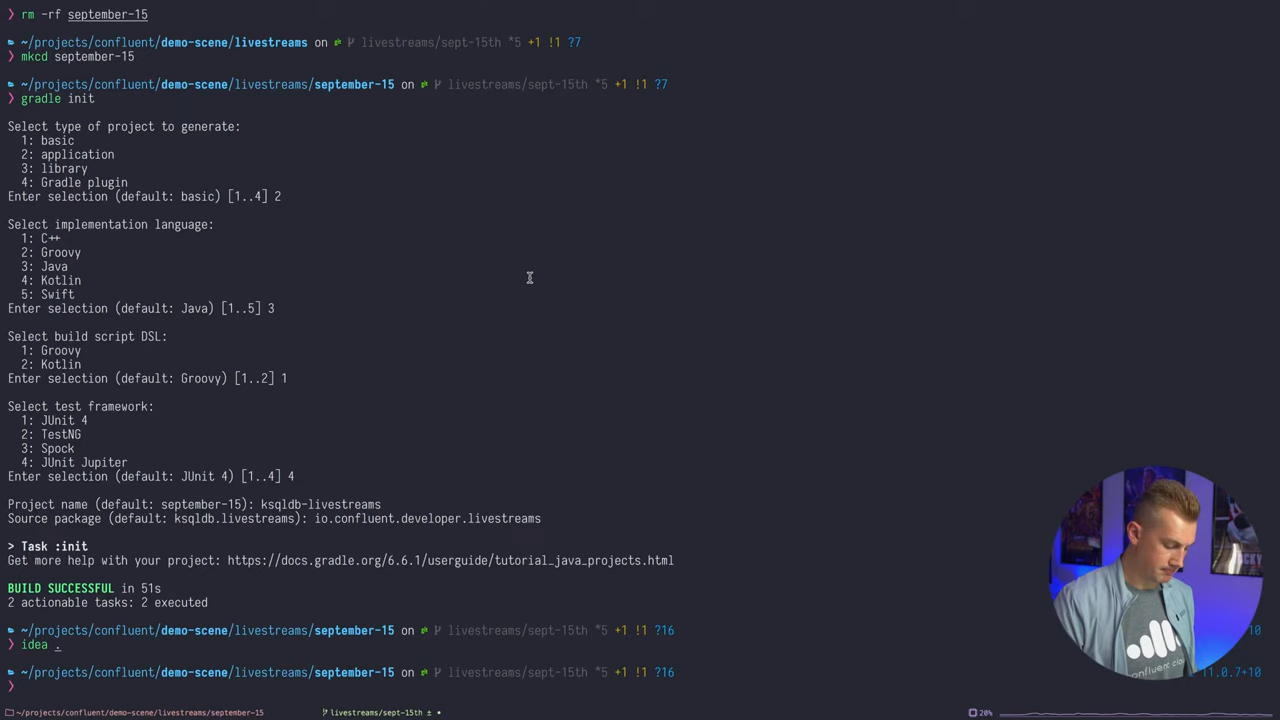 ❯ rm -rf september-15
~/projects/confluent/demo-scene/livestreams on livestreams/sept-15th *5 +1 !1 ?7
❯ mkcd september-15
~/projects/confluent/demo-scene/livestreams/september-15 on livestreams/sept-15th *5 +1 !1 ?7
❯ gradle init
Select type of project to generate:
1: basic
2: application
3: library
4: Gradle plugin
Enter selection (default: basic) [1..4] 2
Select implementation language:
1: C++
2: Groovy
3: Java
4: Kotlin
5: Swift
Enter selection (default: Java) [1..5] 3
Select build script DSL:
1: Groovy
2: Kotlin
Enter selection (default: Groovy) [1..2] 1
Select test framework:
1: JUnit 4
2: TestNG
3: Spock
4: JUnit Jupiter
Enter selection (default: JUnit 4) [1..4] 4
Project name (default: september-15): ksqldb-livestreams
Source package (default: ksqldb.livestreams): io.confluent.developer.livestreams
> Task :init
Get more help with your project: https://docs.gradle.org/6.6.1/userguide/tutorial_java_projects.html
BUILD SUCCESSFUL in 51s
2 actionable tasks: 2 executed
~/projects/confluent/demo-scene/livestreams/september-15 on livestreams/sept-15th *5 +1 !1 ?16
❯ idea .
~/projects/confluent/demo-scene/livestreams/september-15 on livestreams/sept-15th *5 +1 !1 ?16 11.0.7+10
❯
~/projects/confluent/demo-scene/livestreams/september-15 livestreams/sept-15th ± • 20%